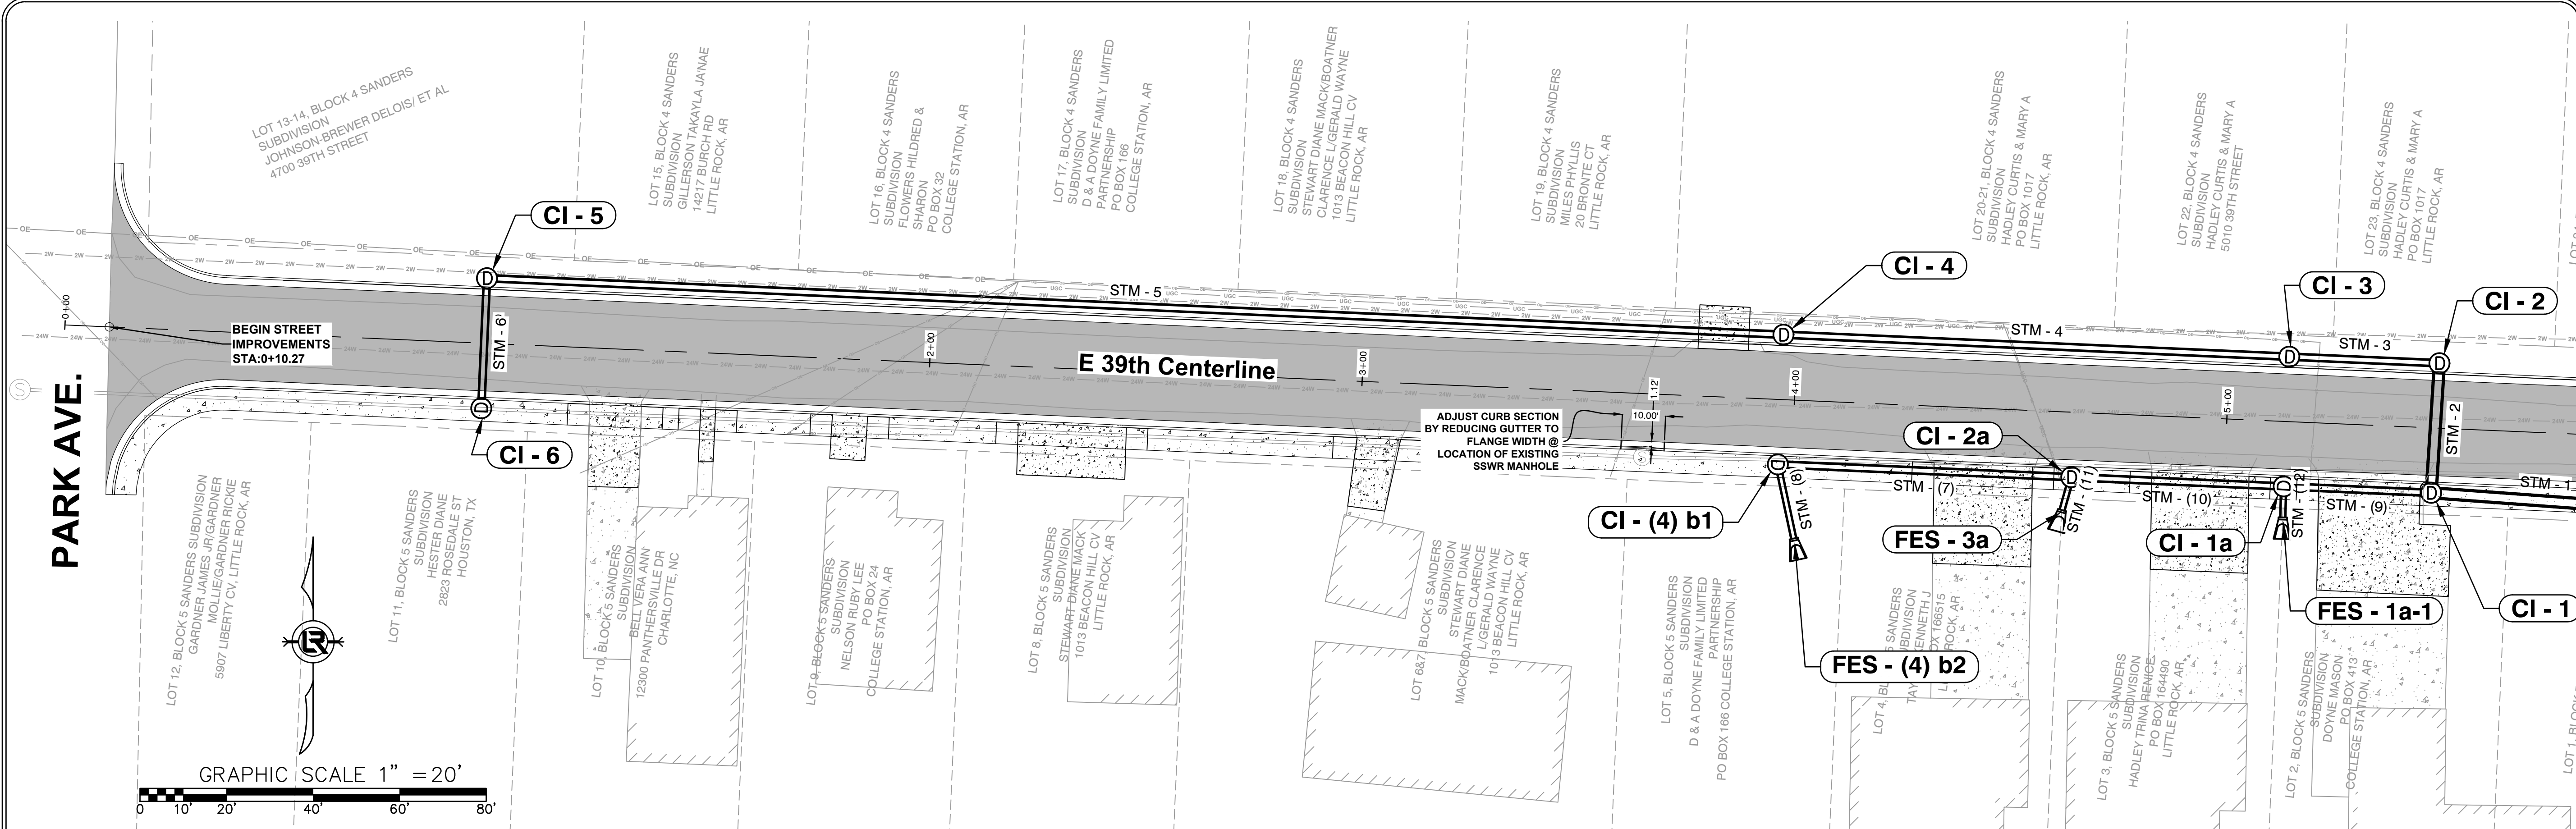 LOT 13-14, BLOCK 4 SANDERS
SUBDIVISION
JOHNSON-BREWER DELOIS/ ET AL
4700 39TH STREET
LOT 15, BLOCK 4 SANDERS
SUBDIVISION
GILLERSON TAKAYLA JANAE
14217 BURCH RD
LITTLE ROCK, AR
LOT 16, BLOCK 4 SANDERS
SUBDIVISION
FLOWERS HILDRED &
SHARON
PO BOX 32
COLLEGE STATION, AR
LOT 17, BLOCK 4 SANDERS
SUBDIVISION
D & A DOYNE FAMILY LIMITED
PARTNERSHIP
PO BOX 166
COLLEGE STATION, AR
LOT 18, BLOCK 4 SANDERS
SUBDIVISION
STEWART DIANE MACK/BOATNER
CLARENCE L/GERALD WAYNE
1013 BEACON HILL CV
LITTLE ROCK, AR
LOT 19, BLOCK 4 SANDERS
SUBDIVISION
MILES PHYLLIS
20 BRONTE CT
LITTLE ROCK, AR
LOT 20-21, BLOCK 4 SANDERS
SUBDIVISION
HADLEY CURTIS & MARY A
PO BOX 1017
LITTLE ROCK, AR
LOT 22, BLOCK 4 SANDERS
SUBDIVISION
HADLEY CURTIS & MARY A
5010 39TH STREET
LOT 23, BLOCK 4 SANDERS
SUBDIVISION
HADLEY CURTIS & MARY A
PO BOX 1017
LITTLE ROCK, AR
CI - 5
CI - 4
CI - 3
CI - 2
STM - 5
STM - 4
STM - 3
0+00
BEGIN STREET
IMPROVEMENTS
STA:0+10.27
STM - 6
2+00
E 39th Centerline
3+00
4+00
5+00
1.12'
10.00'
ADJUST CURB SECTION
BY REDUCING GUTTER TO
FLANGE WIDTH @
LOCATION OF EXISTING
SSWR MANHOLE
STM - 2
PARK AVE.
S
CI - 6
CI - 2a
STM - (8)
STM - (7)
STM - (11)
STM - (10)
STM - (12)
STM - (9)
STM - 1
CI - (4) b1
FES - 3a
CI - 1a
FES - 1a-1
CI - 1
FES - (4) b2
LOT 12, BLOCK 5 SANDERS SUBDIVISION
GARDNER JAMES JR/GARDNER
MOLLIE/GARDNER RICKIE
5907 LIBERTY CV, LITTLE ROCK, AR
LOT 11, BLOCK 5 SANDERS
SUBDIVISION
HESTER DIANE
2823 ROSEDALE ST
HOUSTON, TX
LOT 10, BLOCK 5 SANDERS
SUBDIVISION
BELL VERA ANN
12300 PANTHERSVILLE DR
CHARLOTTE, NC
LOT 9, BLOCK 5 SANDERS
SUBDIVISION
NELSON RUBY LEE
PO BOX 24
COLLEGE STATION, AR
LOT 8, BLOCK 5 SANDERS
SUBDIVISION
STEWART DIANE MACK
1013 BEACON HILL CV
LITTLE ROCK, AR
LOT 6&7, BLOCK 5 SANDERS
SUBDIVISION
STEWART DIANE
MACK/BOATNER CLARENCE
L/GERALD WAYNE
1013 BEACON HILL CV
LITTLE ROCK, AR
LOT 5, BLOCK 5 SANDERS
SUBDIVISION
D & A DOYNE FAMILY LIMITED
PARTNERSHIP
PO BOX 166 COLLEGE STATION, AR
LOT 4,
SANDERS
KENNETH J
166515
ROCK, AR
LOT 3, BLOCK 5 SANDERS
SUBDIVISION
HADLEY TRINA RENICE
PO BOX 164490
LITTLE ROCK, AR
LOT 2, BLOCK 5 SANDERS
SUBDIVISION
DOYNE MASON
PO BOX 413
COLLEGE STATION, AR
LOT 1,
LR
GRAPHIC SCALE 1" =20'
0 10' 20' 40' 60' 80'